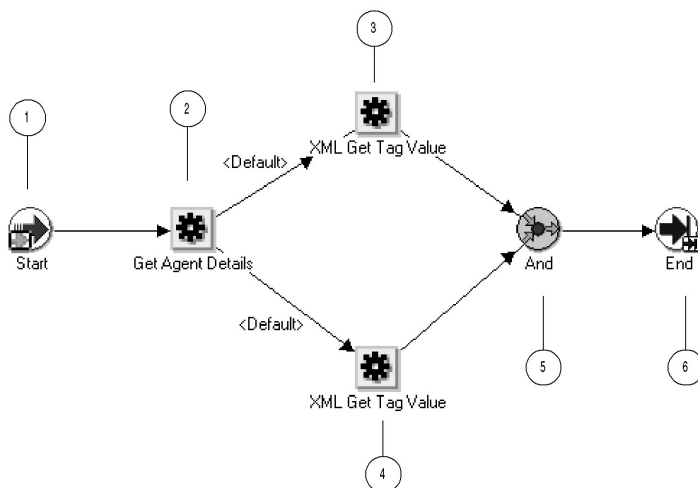 3
2
1
XML Get Tag Value
<Default>
Start
Get Agent Details
And
End
<Default>
5
6
XML Get Tag Value
4